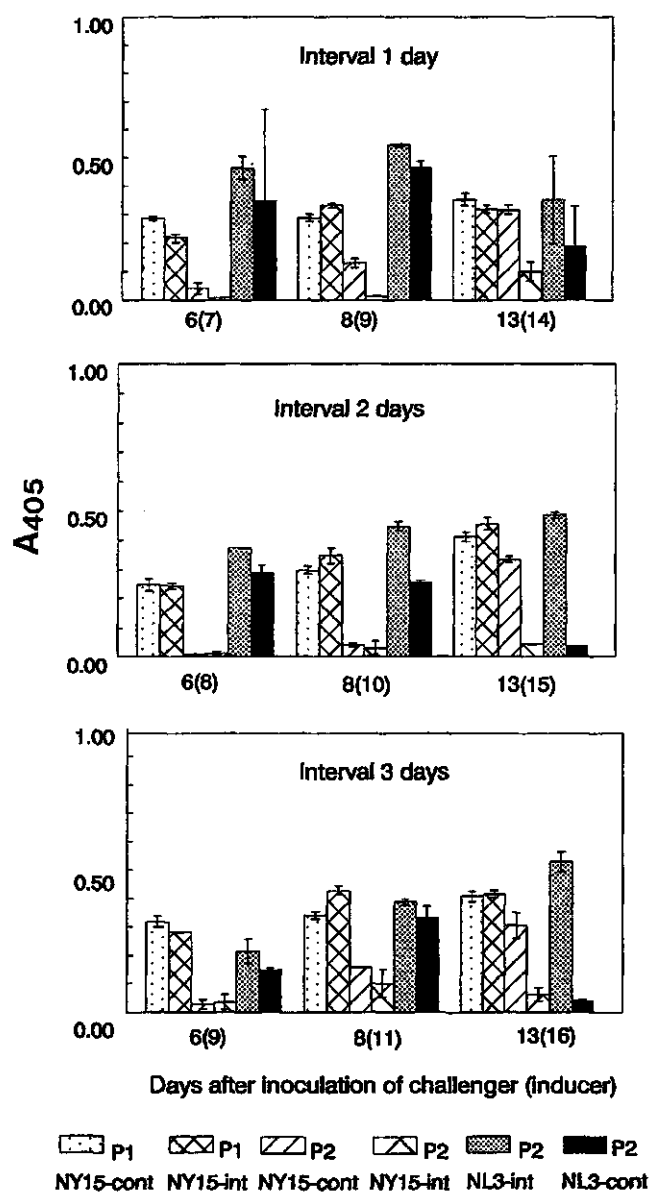 1.00
Interval 1 day
0.50
0.00
6(7) 8(9) 13(14)
1.00
Interval 2 days
0.50
0.00
6(8) 8(10) 13(15)
A405
1.00
Interval 3 days
0.50
0.00
6(9) 8(11) 13(16)
Days after inoculation of challenger (inducer)
P1 P1 P2 P2 P2 P2
NY15-cont NY15-int NY15-cont NY15-int NL3-int NL3-cont